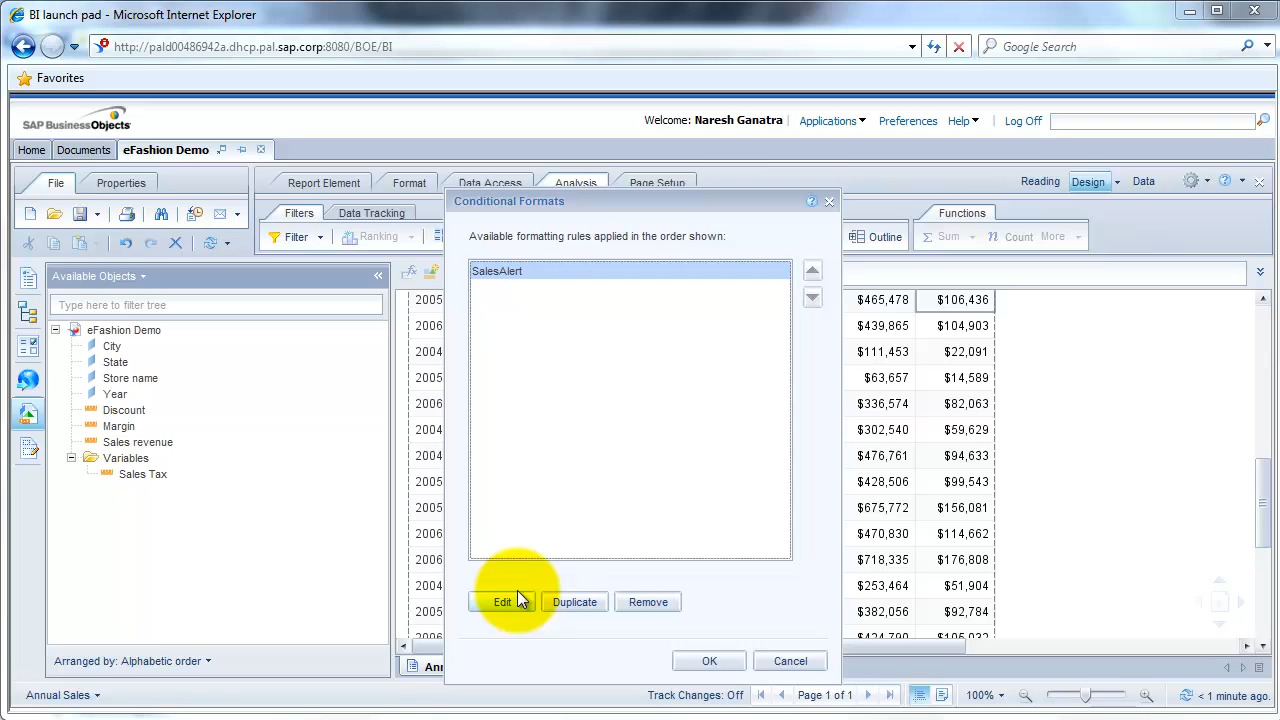 BI launch pad - Microsoft Internet Explorer
http://pald00486942a.dhcp.pal.sap.corp:8080/BOE/BI
Google Search
Favorites
SAP BusinessObjects
Welcome: Naresh Ganatra
Applications
Preferences
Help
Log Off
Home
Documents
eFashion Demo
File
Properties
Report Element
Format
Data Access
Analysis
Page Setup
Reading
Design
Data
Filters
Data Tracking
Functions
Filter
Ranking
Outline
Sum
Count
More
Conditional Formats
Available formatting rules applied in the order shown:
SalesAlert
Edit
Duplicate
Remove
OK
Cancel
Available Objects
Type here to filter tree
eFashion Demo
City
State
Store name
Year
Discount
Margin
Sales revenue
Variables
Sales Tax
Arranged by: Alphabetic order
2005 $465,478 $106,436
2006 $439,865 $104,903
2004 $111,453 $22,091
2005 $63,657 $14,589
2006 $336,574 $82,063
2004 $302,540 $59,629
2005 $476,761 $94,633
2005 $428,506 $99,543
2005 $675,772 $156,081
2004 $470,830 $114,662
2006 $718,335 $176,808
2004 $253,464 $51,904
2005 $382,056 $92,784
2006 $424,790 $105,032
Ann
Annual Sales
Track Changes: Off
Page 1 of 1
100%
< 1 minute ago.